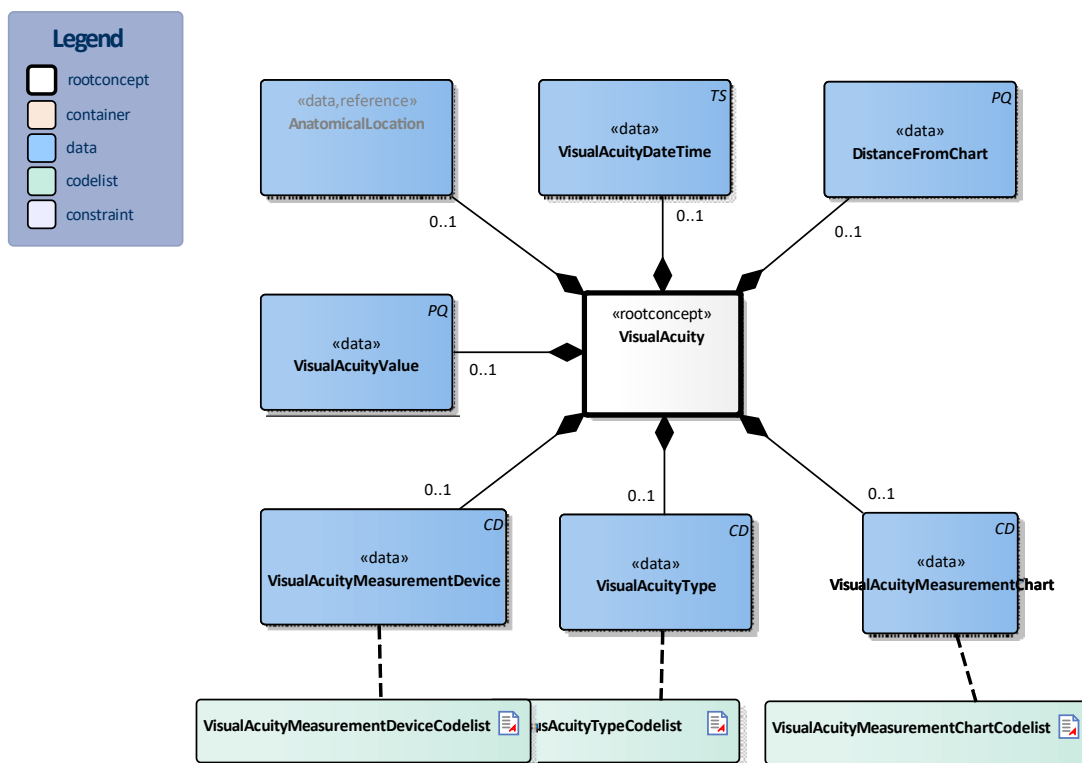 Legend
rootconcept
container
data
codelist
constraint
«data,reference»
AnatomicalLocation
TS
«data»
VisualAcuityDateTime
PQ
«data»
DistanceFromChart
0..1
0..1
0..1
PQ
«data»
VisualAcuityValue
0..1
«rootconcept»
VisualAcuity
0..1
0..1
0..1
CD
«data»
VisualAcuityMeasurementDevice
CD
«data»
VisualAcuityType
CD
«data»
VisualAcuityMeasurementChart
VisualAcuityMeasurementDeviceCodelist
usAcuityTypeCodelist
VisualAcuityMeasurementChartCodelist